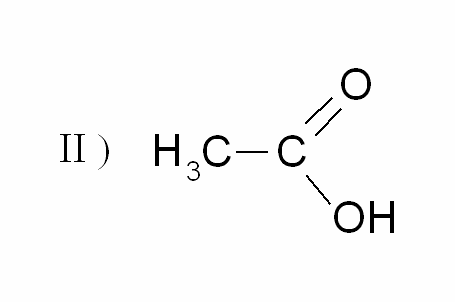 O
II) H₃C — C
OH